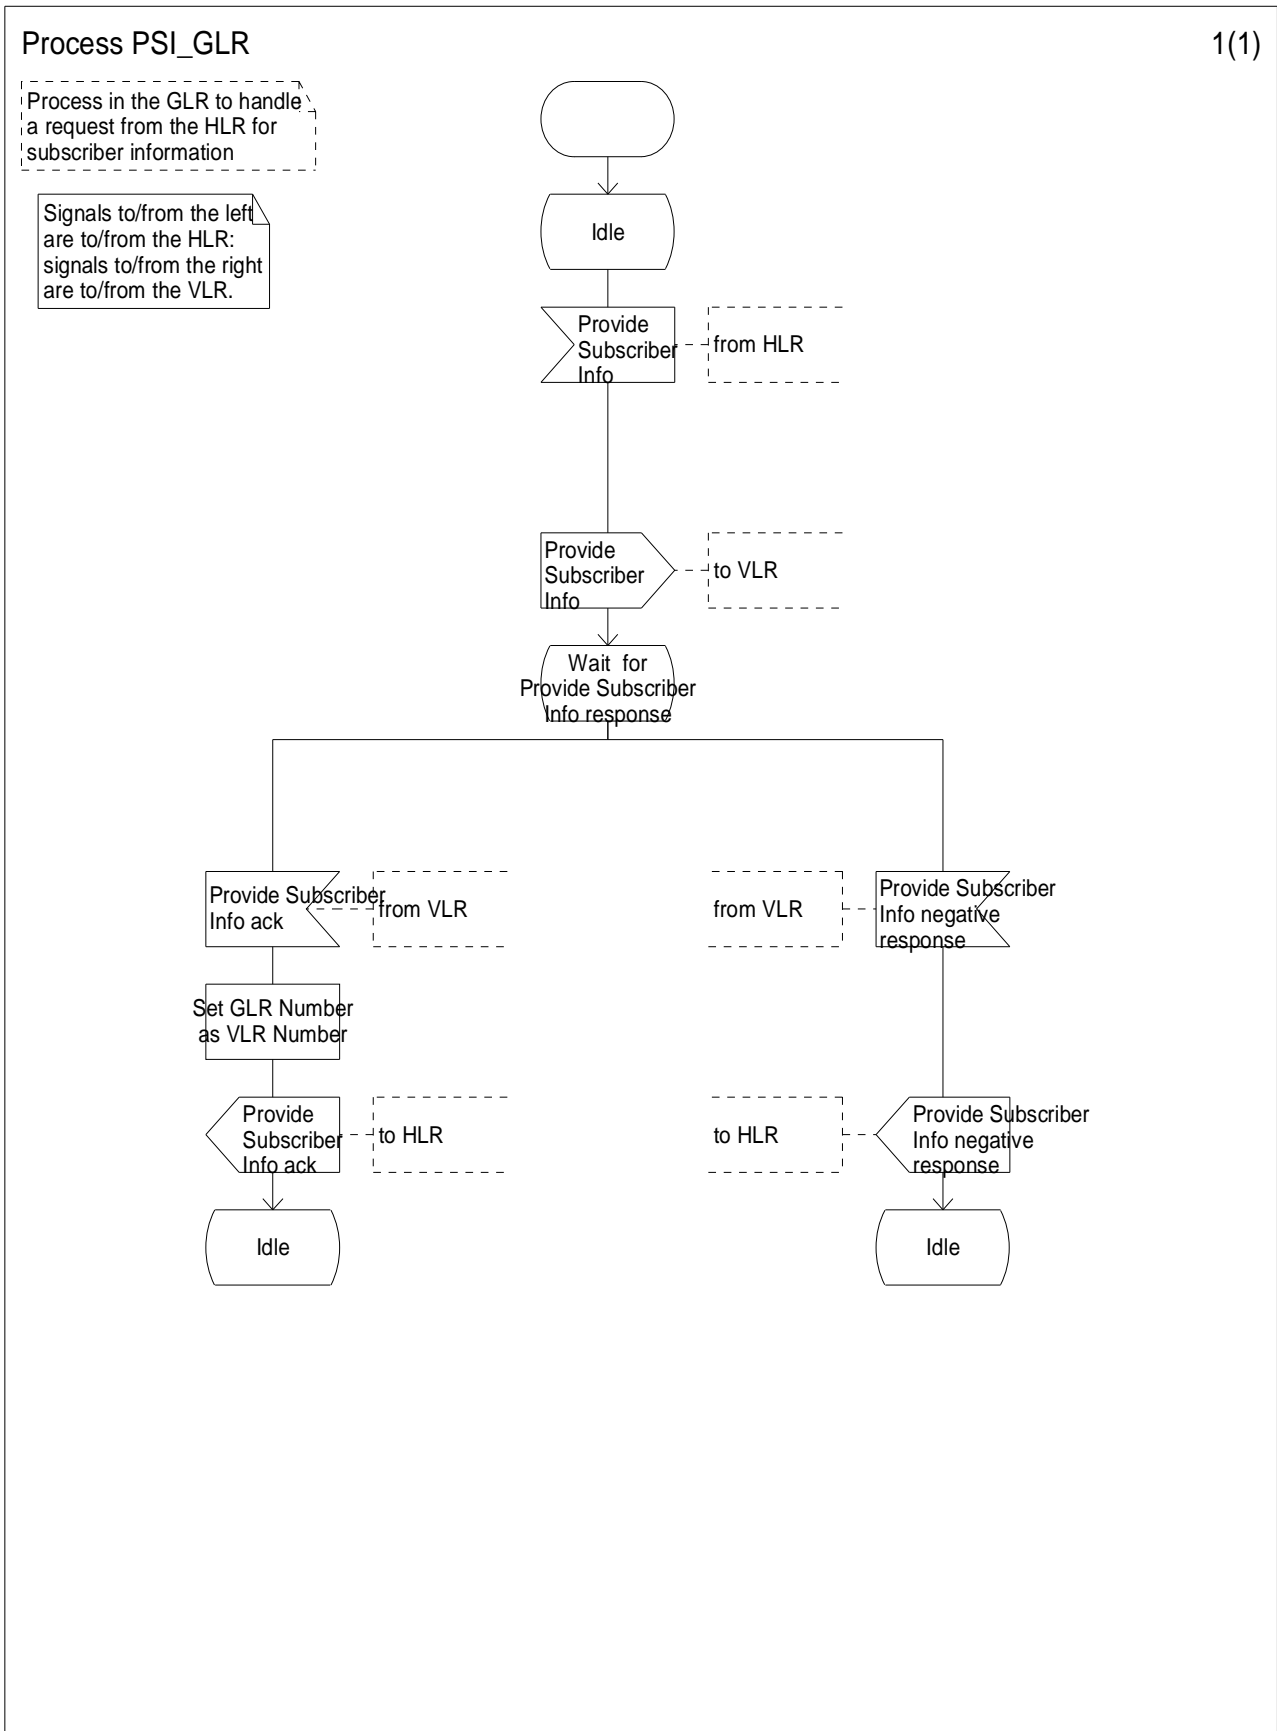 Process PSI_GLR
1(1)
Process in the GLR to handle
a request from the HLR for
subscriber information
Signals to/from the left
are to/from the HLR:
signals to/from the right
are to/from the VLR.
Idle
Provide
Subscriber
Info
from HLR
Provide
Subscriber
Info
to VLR
Wait for
Provide Subscriber
Info response
Provide Subscriber
Info ack
from VLR
from VLR
Provide Subscriber
Info negative
response
Set GLR Number
as VLR Number
Provide
Subscriber
Info ack
to HLR
to HLR
Provide Subscriber
Info negative
response
Idle
Idle